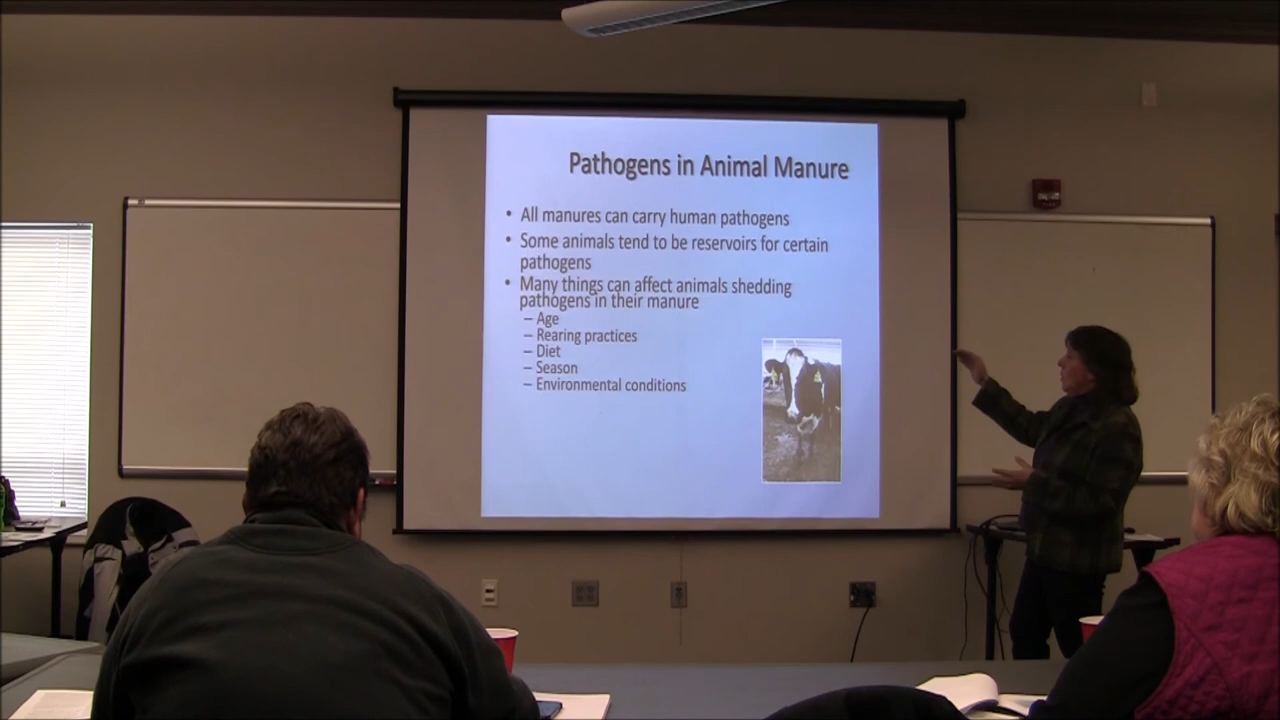 Pathogens in Animal Manure
• All manures can carry human pathogens
• Some animals tend to be reservoirs for certain
pathogens
• Many things can affect animals shedding
pathogens in their manure
– Age
– Rearing practices
– Diet
– Season
– Environmental conditions